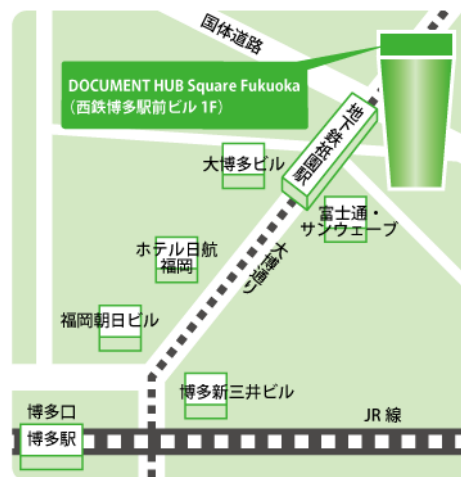 国体道路
DOCUMENT HUB Square Fukuoka
(西鉄博多駅前ビル 1F)
地下鉄祇園駅
大博多ビル
富士通・
サンウェーブ
大博通り
ホテル日航
福岡
福岡朝日ビル
博多新三井ビル
博多口
JR 線
博多駅